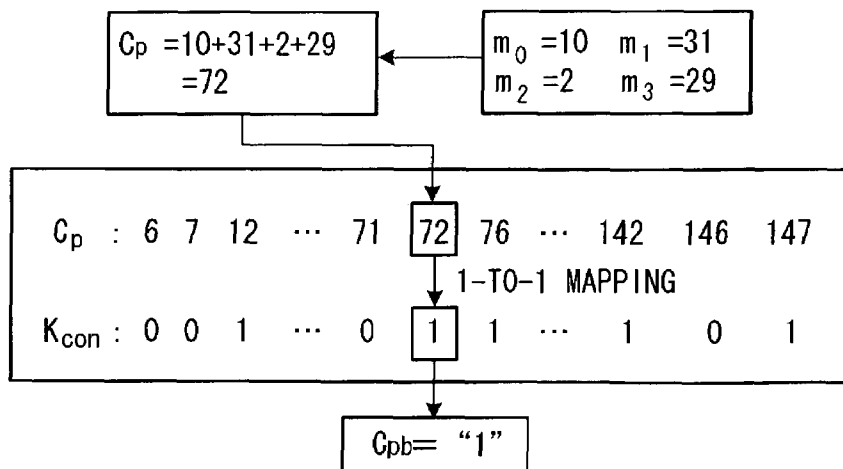 Cp =10+31+2+29
=72
m0 =10 m1 =31
m2 =2 m3 =29
Cp : 6 7 12 ⋯ 71 72 76 ⋯ 142 146 147
1-TO-1 MAPPING
Kcon : 0 0 1 ⋯ 0 1 1 ⋯ 1 0 1
Cpb= “1”